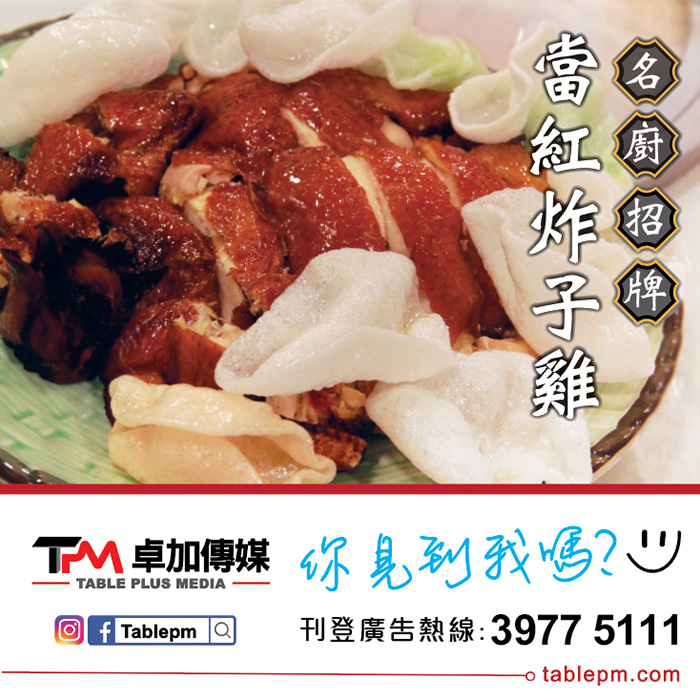 名廚招牌
當紅炸子雞
TPM 卓加傳媒
TABLE PLUS MEDIA
你見到我嗎?
Tablepm
刊登廣告熱線:3977 5111
tablepm.com